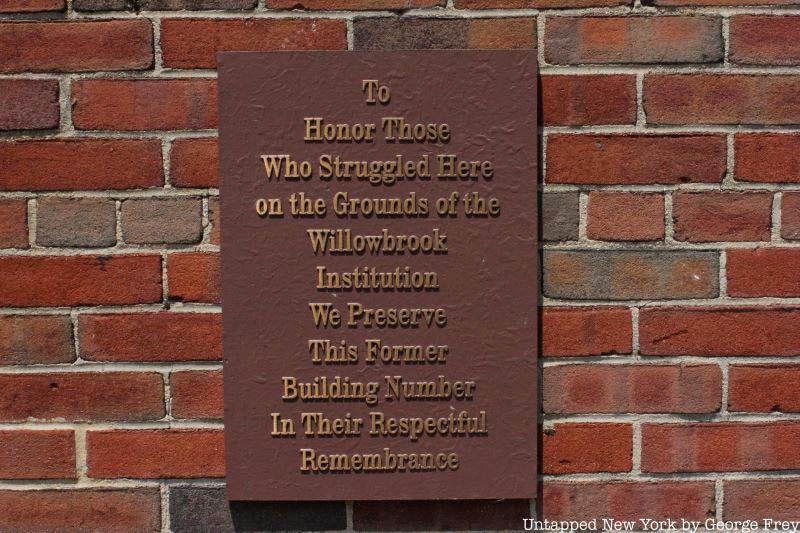 To
Honor Those
Who Struggled Here
on the Grounds of the
Willowbrook
Institution
We Preserve
This Former
Building Number
In Their Respectful
Remembrance
Untapped New York by George Frey